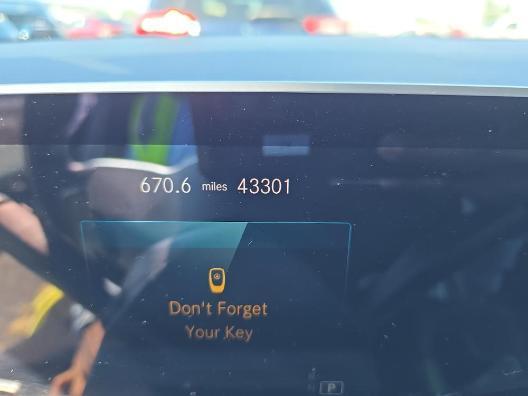 670.6 miles 43301
Don't Forget
Your Key
P